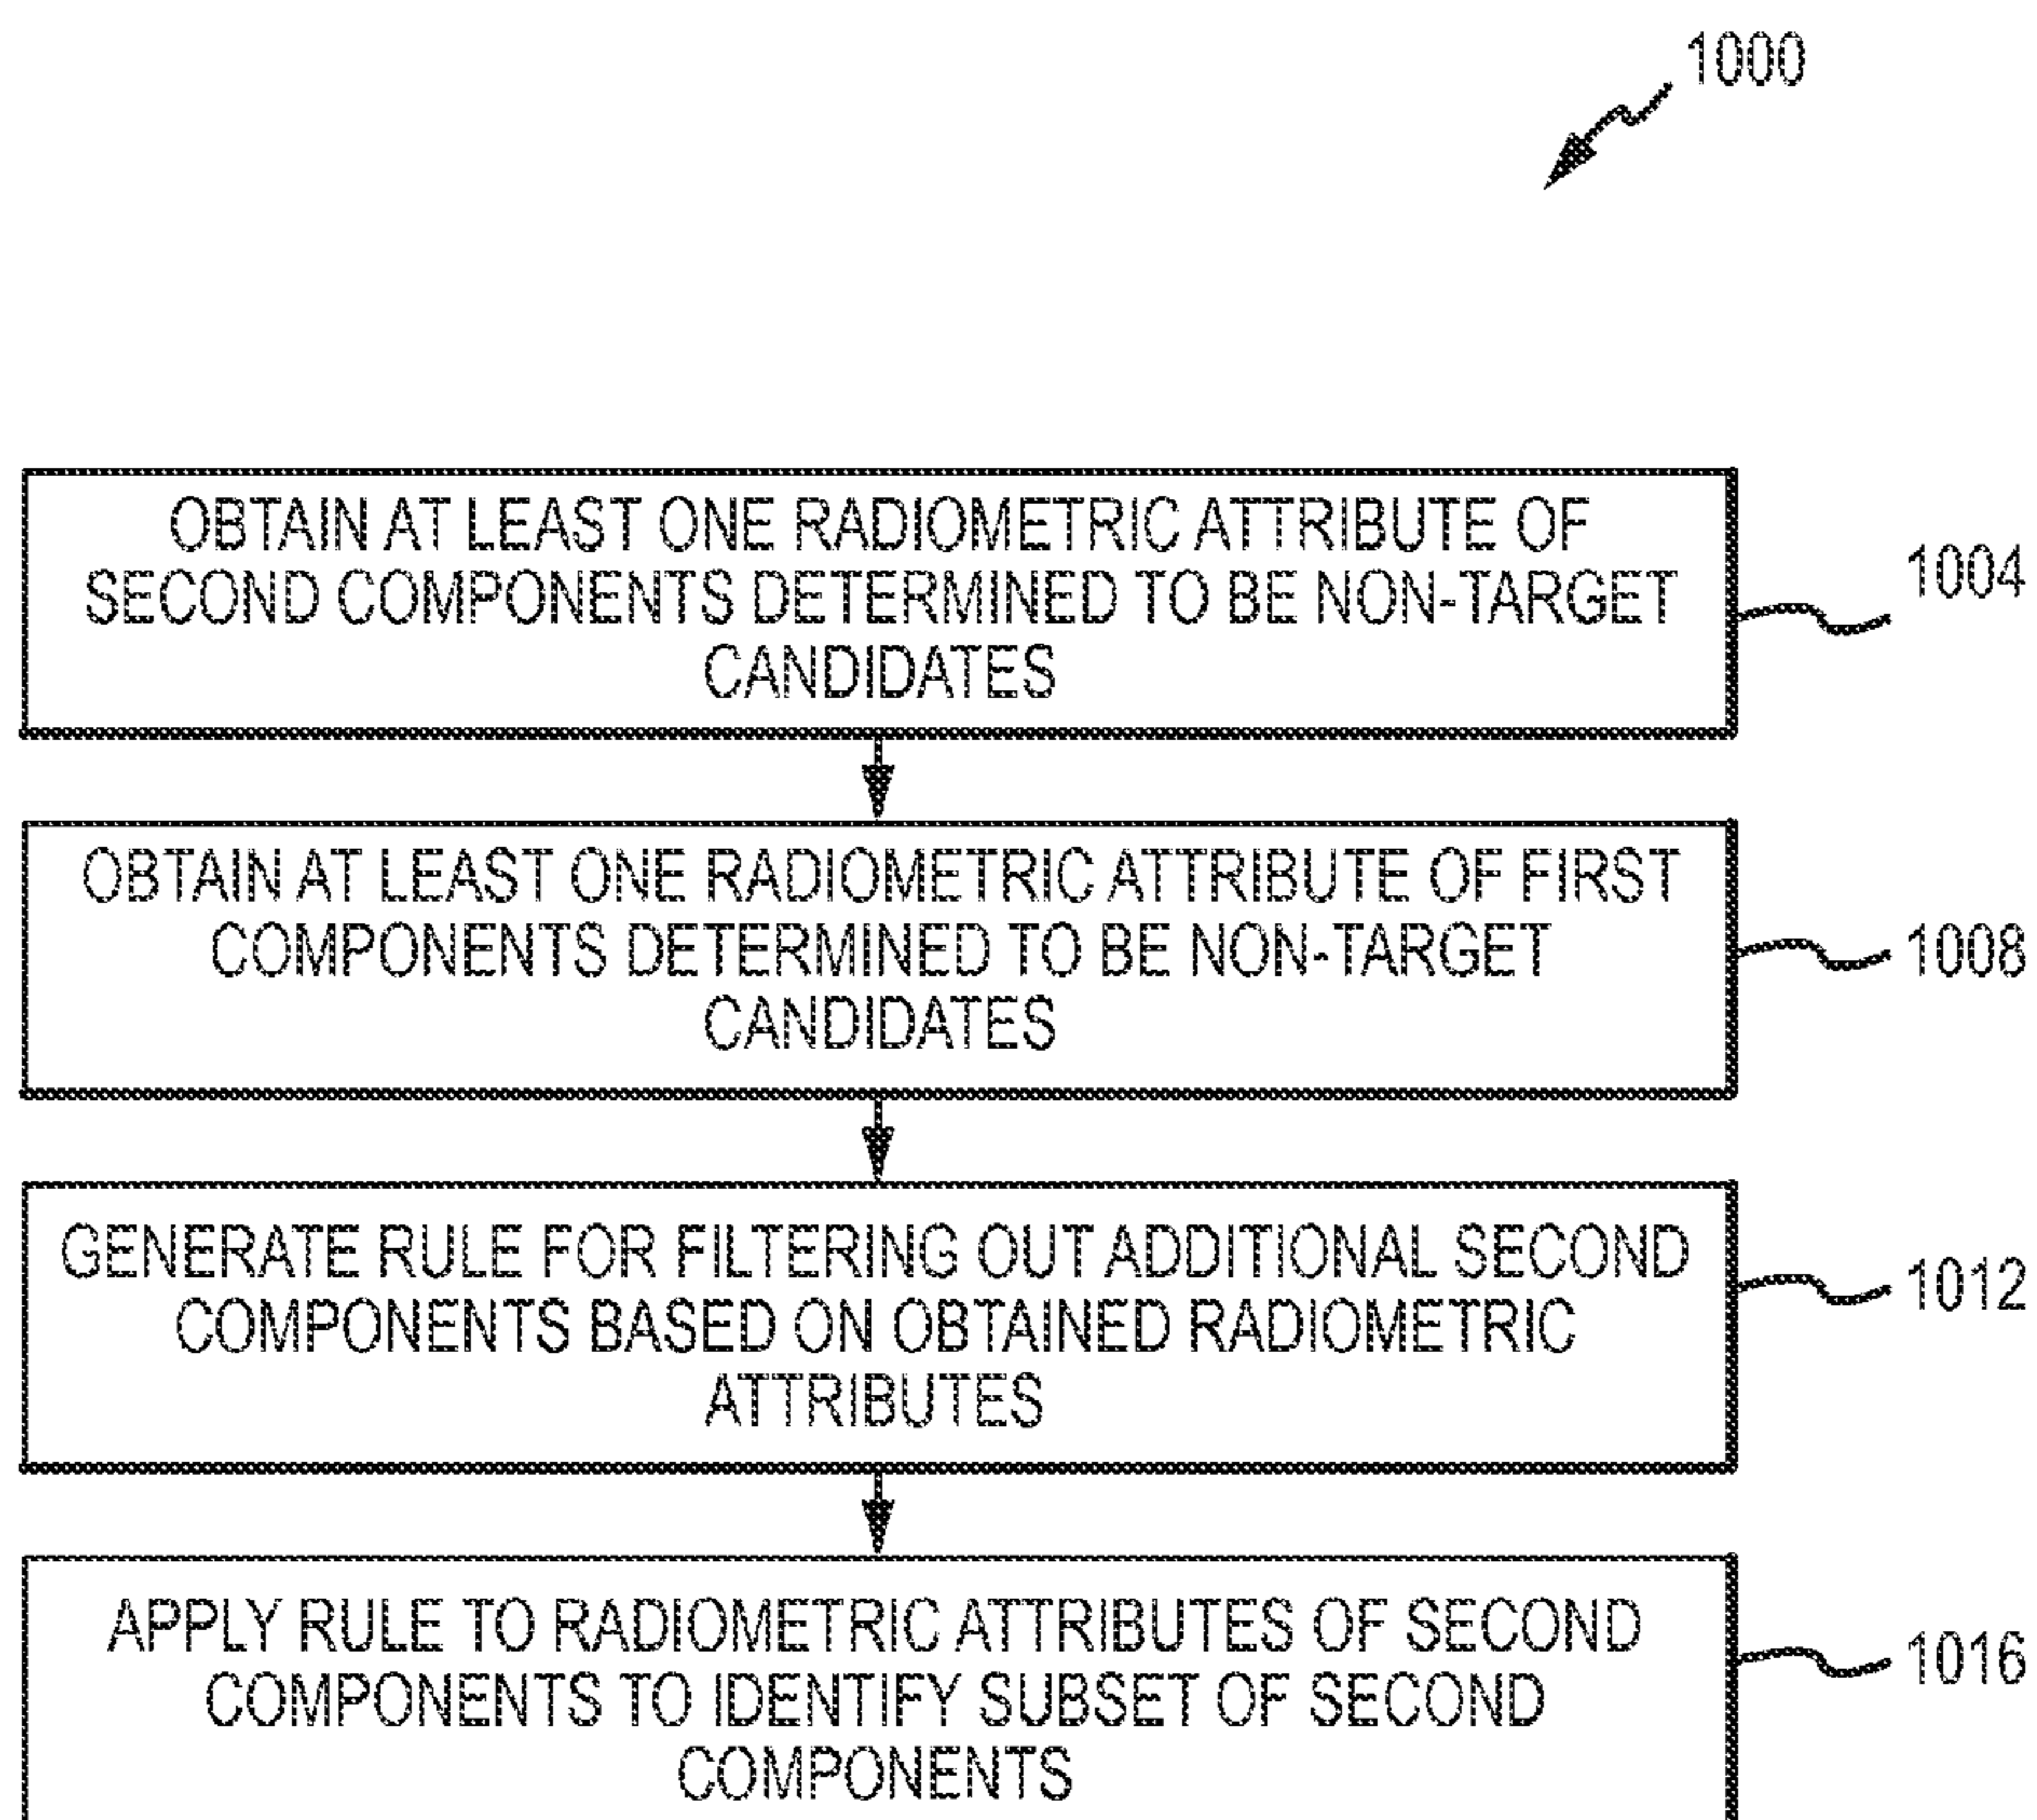 1000
OBTAIN AT LEAST ONE RADIOMETRIC ATTRIBUTE OF
SECOND COMPONENTS DETERMINED TO BE NON-TARGET
CANDIDATES
1004
OBTAIN AT LEAST ONE RADIOMETRIC ATTRIBUTE OF FIRST
COMPONENTS DETERMINED TO BE NON-TARGET
CANDIDATES
1008
GENERATE RULE FOR FILTERING OUT ADDITIONAL SECOND
COMPONENTS BASED ON OBTAINED RADIOMETRIC
ATTRIBUTES
1012
APPLY RULE TO RADIOMETRIC ATTRIBUTES OF SECOND
COMPONENTS TO IDENTIFY SUBSET OF SECOND
COMPONENTS
1016